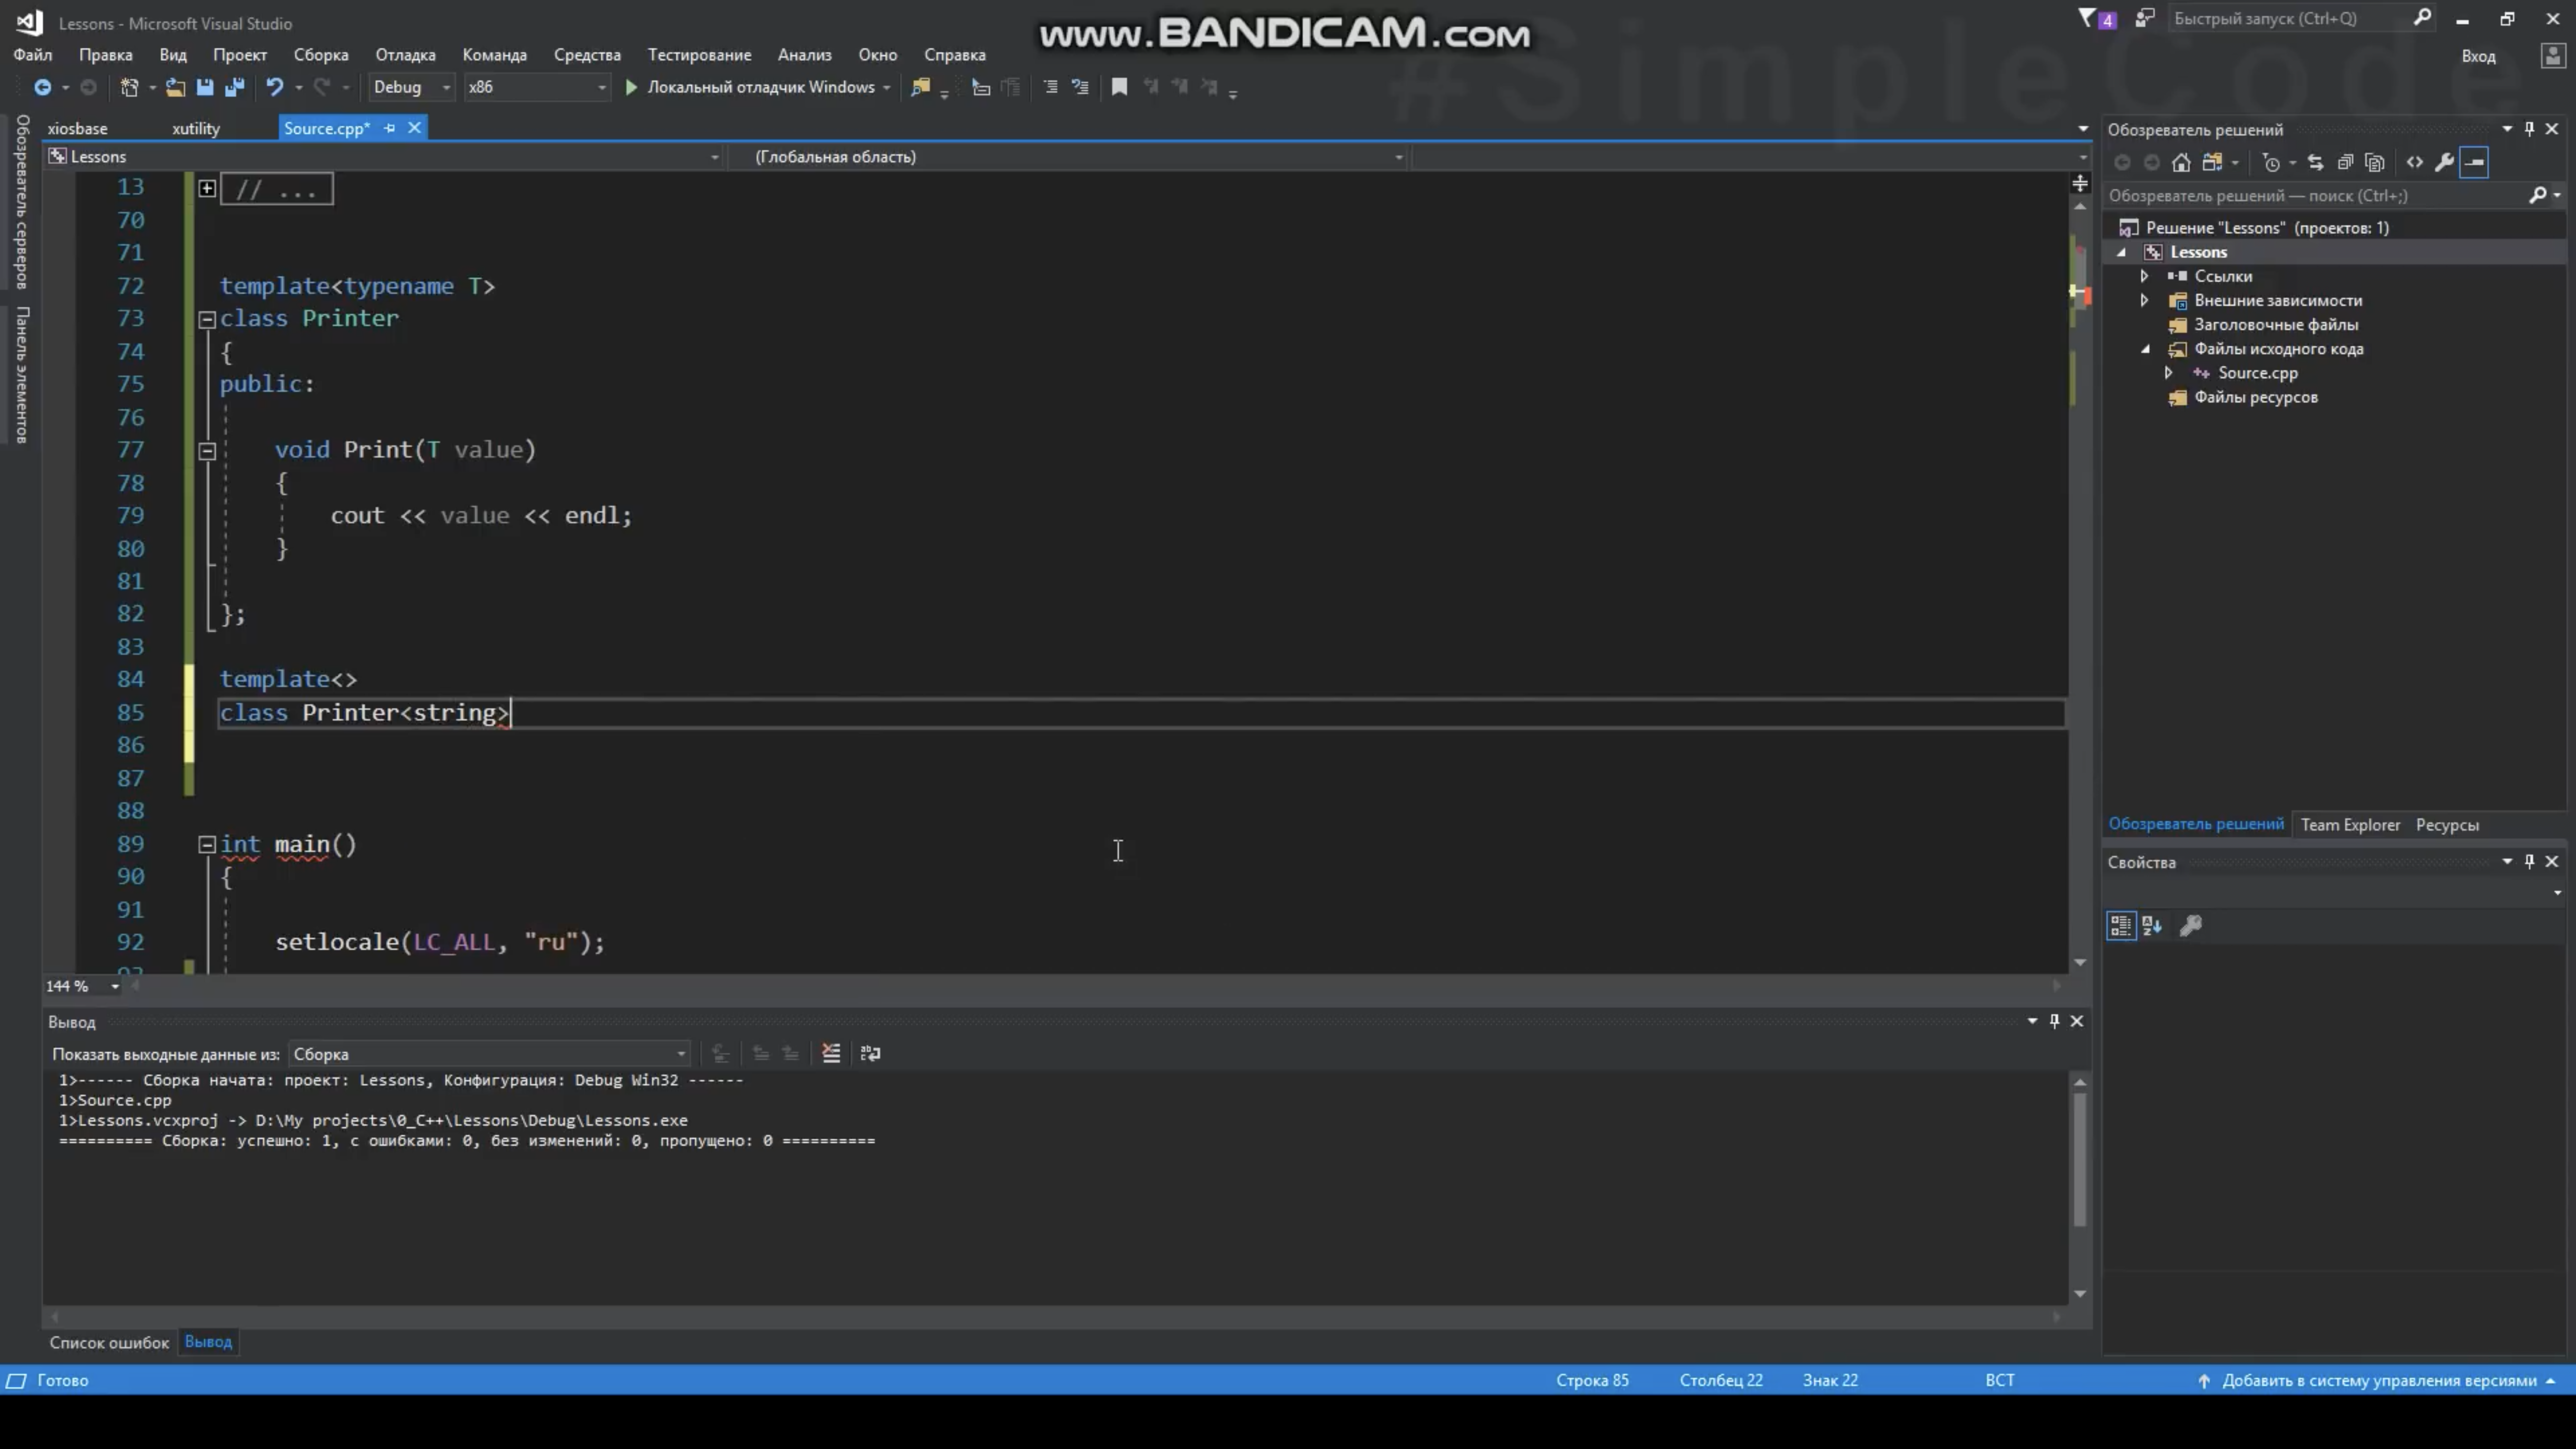 Lessons - Microsoft Visual Studio
www.BANDICAM.com
#SimpleCode
4
Быстрый запуск (Ctrl+Q)
Файл Правка Вид Проект Сборка Отладка Команда Средства Тестирование Анализ Окно Справка
Вход
Debug x86 Локальный отладчик Windows
Обозреватель серверов
Панель элементов
xiosbase xutility Source.cpp*
Lessons (Глобальная область)
13 // ...
70
71
72 template<typename T>
73 class Printer
74 {
75 public:
76
77 void Print(T value)
78 {
79 cout << value << endl;
80 }
81
82 };
83
84 template<>
85 class Printer<string>
86
87
88
89 int main()
90 {
91
92 setlocale(LC_ALL, "ru");
93
144 %
Вывод
Показать выходные данные из: Сборка
1>------ Сборка начата: проект: Lessons, Конфигурация: Debug Win32 ------
1>Source.cpp
1>Lessons.vcxproj -> D:\My projects\0_C++\Lessons\Debug\Lessons.exe
========== Сборка: успешно: 1, с ошибками: 0, без изменений: 0, пропущено: 0 ==========
Список ошибок Вывод
Обозреватель решений
Обозреватель решений — поиск (Ctrl+;)
Решение "Lessons" (проектов: 1)
Lessons
Ссылки
Внешние зависимости
Заголовочные файлы
Файлы исходного кода
Source.cpp
Файлы ресурсов
Обозреватель решений Team Explorer Ресурсы
Свойства
Готово Строка 85 Столбец 22 Знак 22 ВСТ Добавить в систему управления версиями